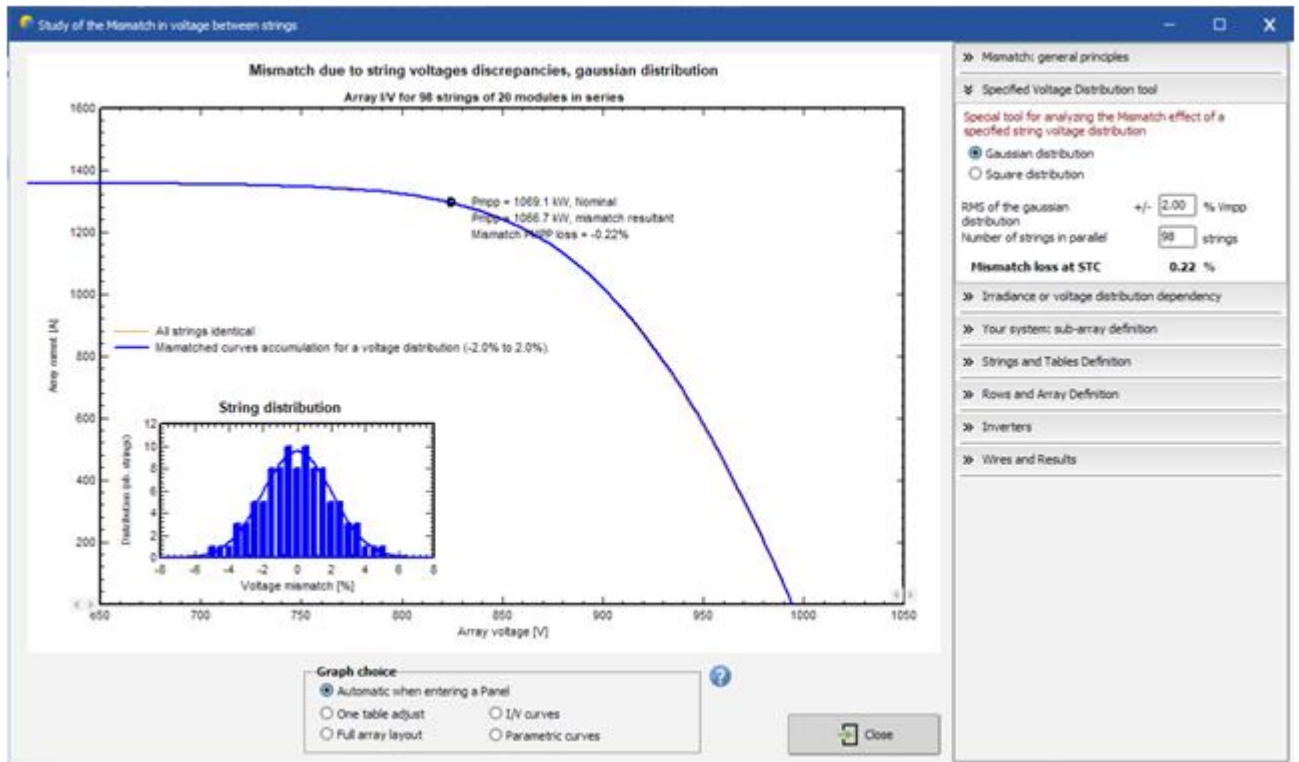 Study of the Mismatch in voltage between strings
Mismatch due to string voltages discrepancies, gaussian distribution
Array I/V for 98 strings of 20 modules in series
1600
1400
1200
1000
800
600
400
200
Array current [A]
Pmpp = 1069.1 kW, Nominal
Pmpp = 1066.7 kW, mismatch resultant
Mismatch PMPP loss = -0.22%
All strings identical
Mismatched curves accumulation for a voltage distribution (-2.0% to 2.0%).
String distribution
12
10
8
6
4
2
0
Distribution (nb. strings)
-8 -6 -4 -2 0 2 4 6 8
Voltage mismatch [%]
650 700 750 800 850 900 950 1000 1050
Array voltage [V]
Graph choice
Automatic when entering a Panel
One table adjust
I/V curves
Full array layout
Parametric curves
?
Close
Mismatch: general principles
Specified Voltage Distribution tool
Special tool for analyzing the Mismatch effect of a
specified string voltage distribution
Gaussian distribution
Square distribution
RMS of the gaussian
distribution
+/- 2.00 % Vmpp
Number of strings in parallel 98 strings
Mismatch loss at STC 0.22 %
Irradiance or voltage distribution dependency
Your system: sub-array definition
Strings and Tables Definition
Rows and Array Definition
Inverters
Wires and Results